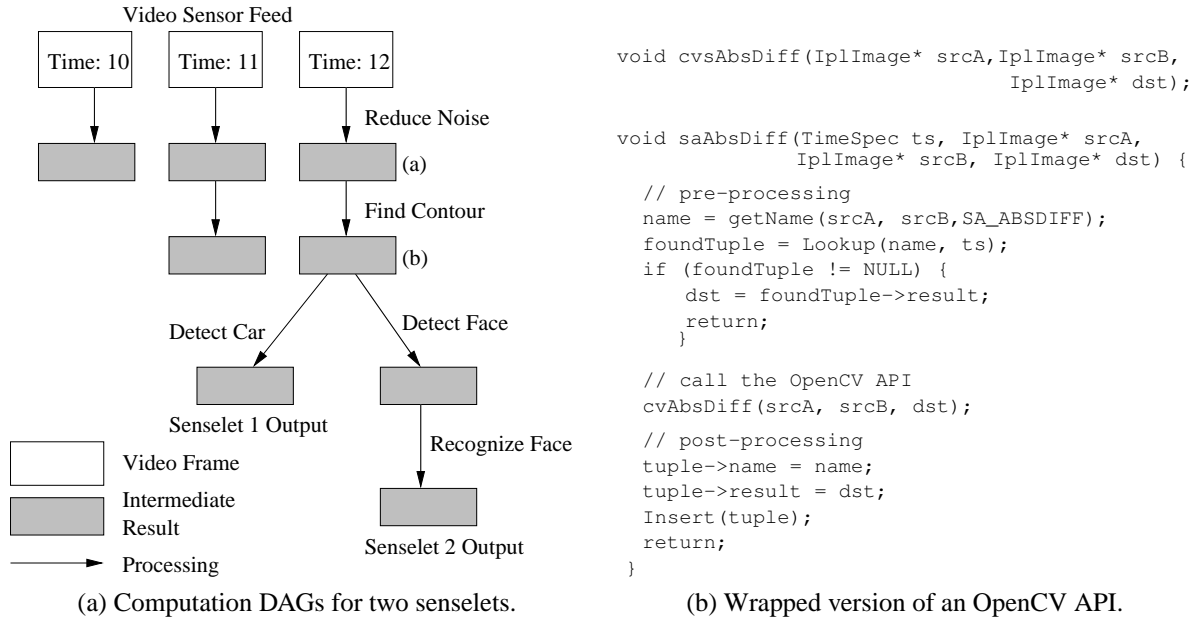 Video Sensor Feed
Time: 10
Time: 11
Time: 12
Reduce Noise
(a)
Find Contour
(b)
Detect Car
Detect Face
Senselet 1 Output
Recognize Face
Senselet 2 Output
Video Frame
Intermediate
Result
Processing
(a) Computation DAGs for two senselets.
void cvsAbsDiff(IplImage* srcA,IplImage* srcB,
IplImage* dst);
void saAbsDiff(TimeSpec ts, IplImage* srcA,
IplImage* srcB, IplImage* dst) {
// pre-processing
name = getName(srcA, srcB,SA_ABSDIFF);
foundTuple = Lookup(name, ts);
if (foundTuple != NULL) {
dst = foundTuple->result;
return;
}
// call the OpenCV API
cvAbsDiff(srcA, srcB, dst);
// post-processing
tuple->name = name;
tuple->result = dst;
Insert(tuple);
return;
}
(b) Wrapped version of an OpenCV API.